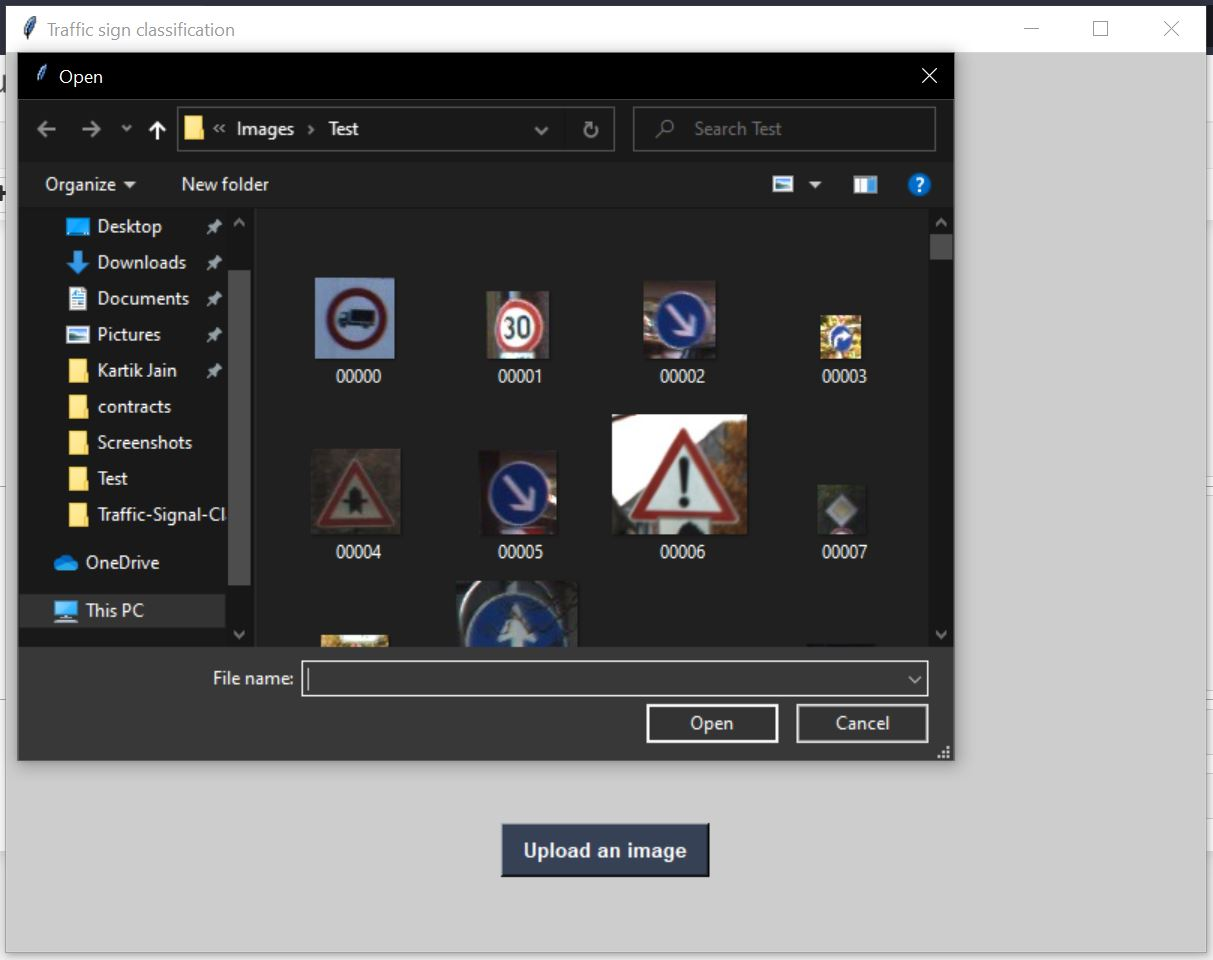 Traffic sign classification
Open
« Images › Test
Search Test
Organize
New folder
?
Desktop
Downloads
Documents
Pictures
Kartik Jain
contracts
Screenshots
Test
Traffic-Signal-Cl
OneDrive
This PC
30
00000
00001
00002
00003
00004
00005
00006
00007
File name:
Open
Cancel
Upload an image